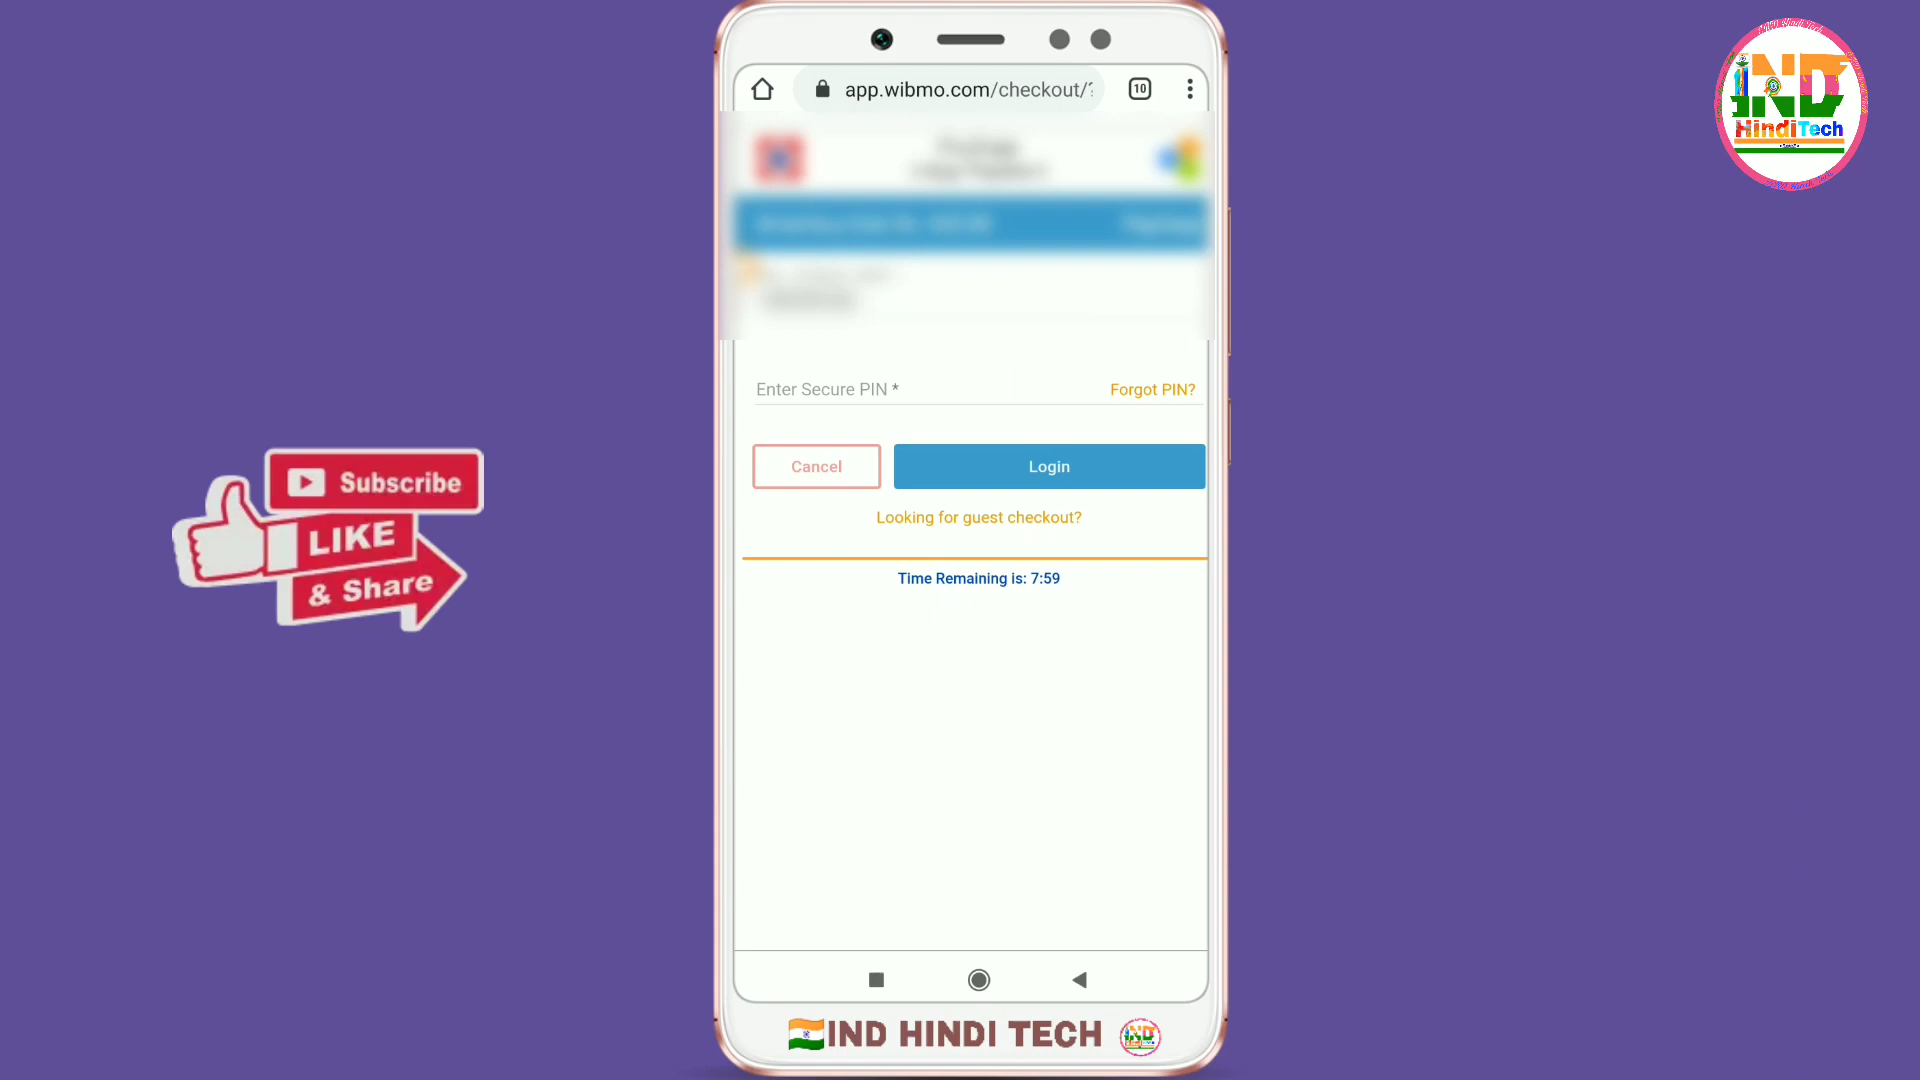 app.wibmo.com/checkout/?
10
IND
HindiTech
Enter Secure PIN *
Forgot PIN?
Cancel
Login
Looking for guest checkout?
Time Remaining is: 7:59
Subscribe
LIKE
& Share
IND HINDI TECH
IND